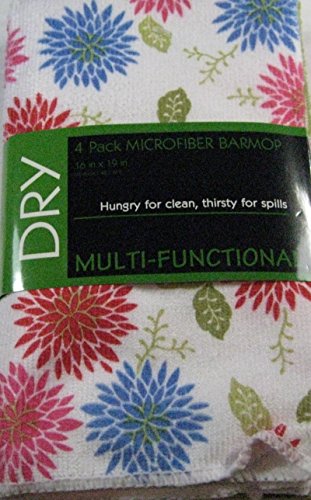 DRY
4 Pack MICROFIBER BARMOP
16 in x 19 in
Hungry for clean, thirsty for spills
MULTI-FUNCTIONAL